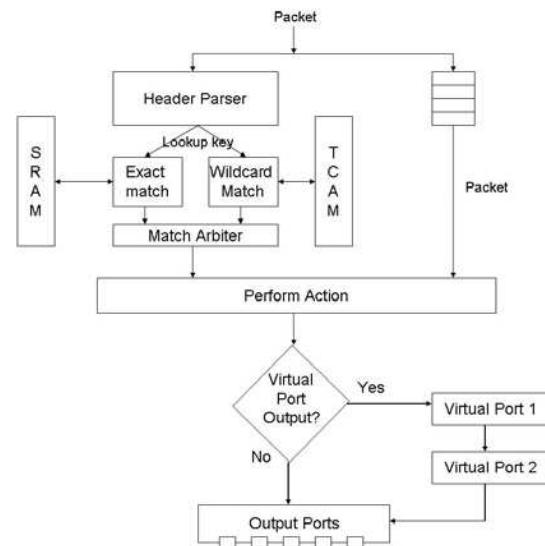 Packet
Header Parser
Lookup key
S
R
A
M
Exact
match
Wildcard
Match
T
C
A
M
Packet
Match Arbiter
Perform Action
Virtual
Port
Output?
Yes
Virtual Port 1
No
Virtual Port 2
Output Ports